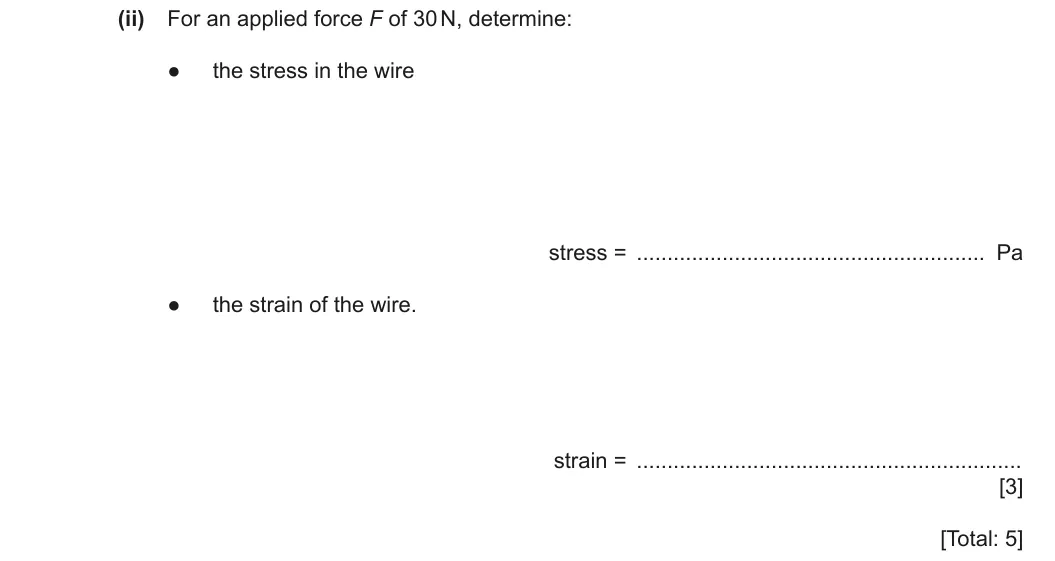 (ii) For an applied force F of 30 N, determine:
● the stress in the wire
stress = ......................................................... Pa
● the strain of the wire.
strain = ...............................................................
[3]
[Total: 5]